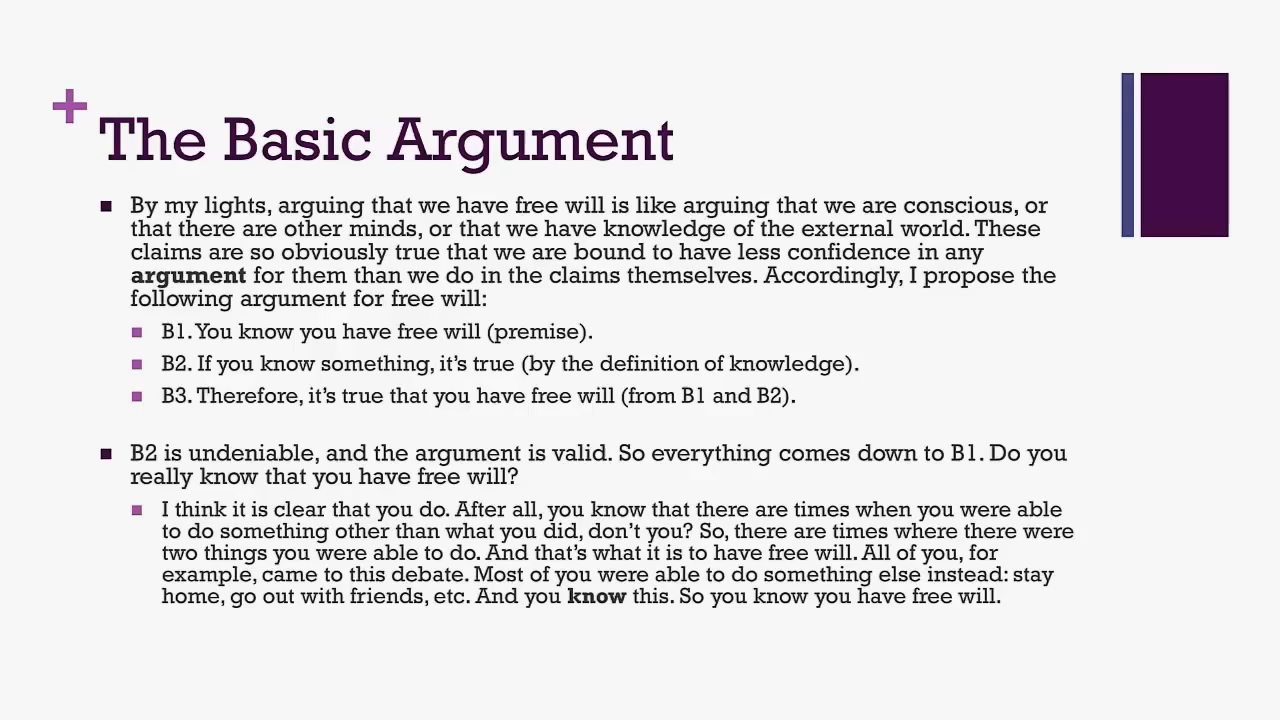 The Basic Argument
By my lights, arguing that we have free will is like arguing that we are conscious, or
that there are other minds, or that we have knowledge of the external world. These
claims are so obviously true that we are bound to have less confidence in any
argument for them than we do in the claims themselves. Accordingly, I propose the
following argument for free will:
B1. You know you have free will (premise).
B2. If you know something, it's true (by the definition of knowledge).
B3. Therefore, it's true that you have free will (from B1 and B2).
B2 is undeniable, and the argument is valid. So everything comes down to B1. Do you
really know that you have free will?
I think it is clear that you do. After all, you know that there are times when you were able
to do something other than what you did, don't you? So, there are times where there were
two things you were able to do. And that's what it is to have free will. All of you, for
example, came to this debate. Most of you were able to do something else instead: stay
home, go out with friends, etc. And you know this. So you know you have free will.